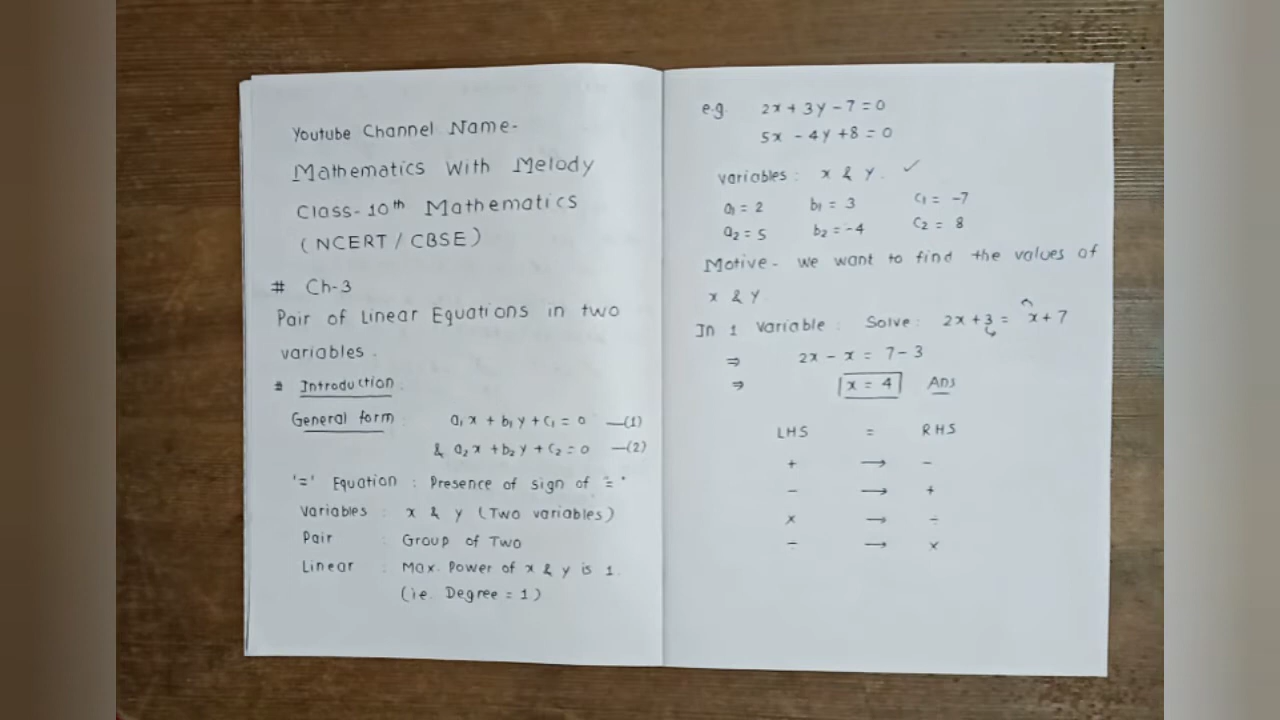 Youtube Channel Name-
Mathematics With Melody
Class-10th Mathematics
(NCERT / CBSE)
# Ch-3
Pair of Linear Equations in two
variables.
# Introduction
General form : a₁x + b₁y + c₁ = 0 —(1)
& a₂x + b₂y + c₂ = 0 —(2)
'=' Equation : Presence of sign of '='
Variables : x & y (Two variables)
Pair : Group of Two
Linear : Max. Power of x & y is 1.
(i.e. Degree = 1)
e.g. 2x + 3y - 7 = 0
5x - 4y + 8 = 0
variables : x & y. ✓
a₁ = 2 b₁ = 3 c₁ = -7
a₂ = 5 b₂ = -4 c₂ = 8
Motive- we want to find the values of
x & y
In 1 variable : Solve : 2x + 3 = x + 7
⇒ 2x - x = 7 - 3
⇒ x = 4 Ans
LHS = RHS
+ → -
- → +
× → ÷
÷ → ×